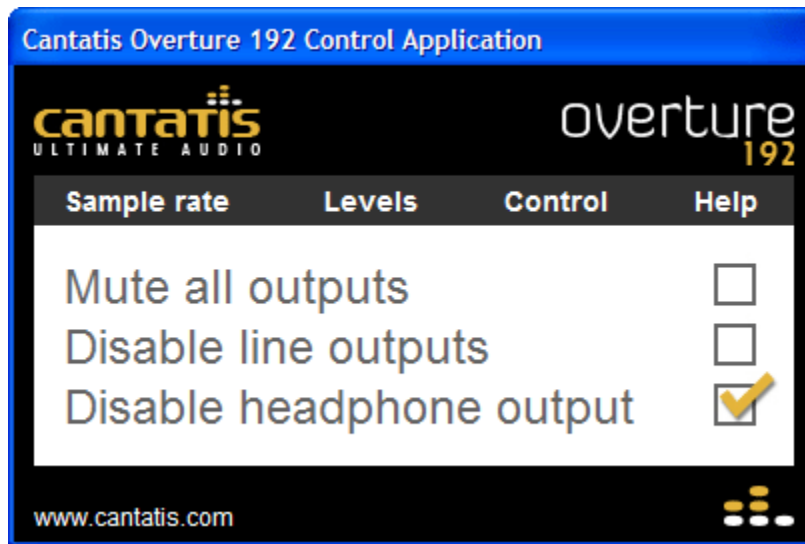 Cantatis Overture 192 Control Application
cantatis
ULTIMATE AUDIO
overture
192
Sample rate Levels Control Help
Mute all outputs
Disable line outputs
Disable headphone output
www.cantatis.com